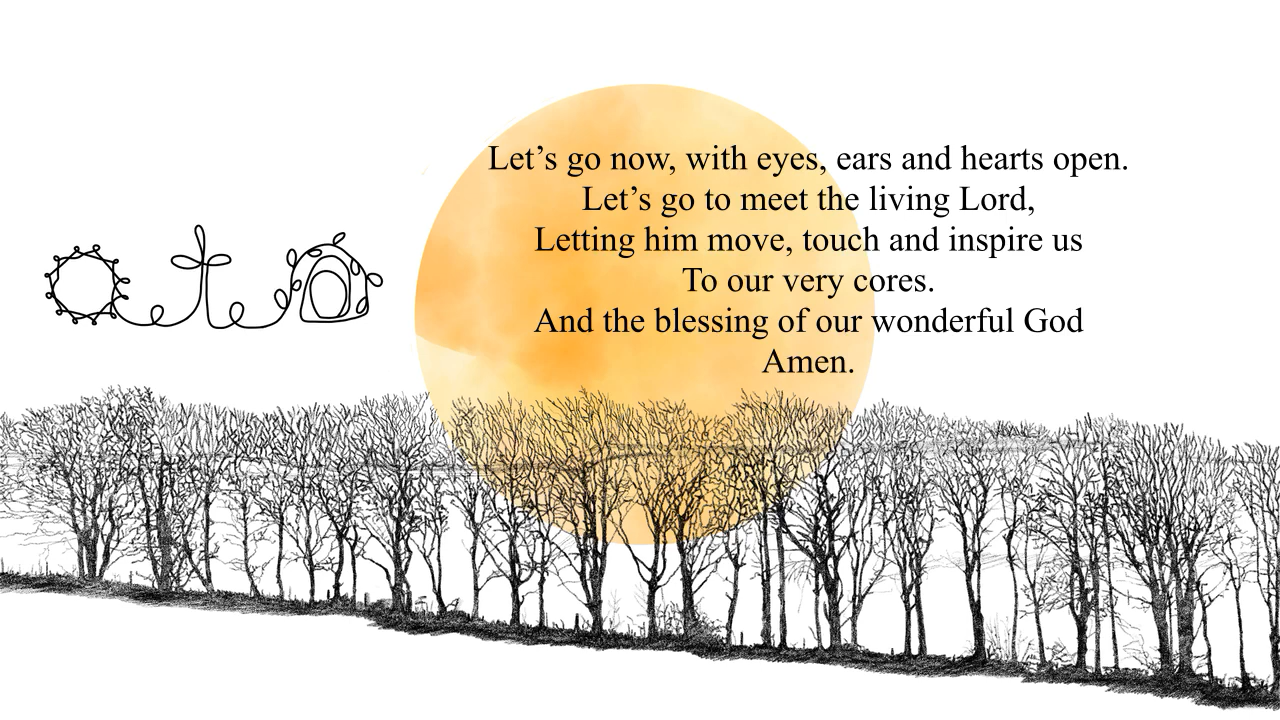 Let’s go now, with eyes, ears and hearts open.
Let’s go to meet the living Lord,
Letting him move, touch and inspire us
To our very cores.
And the blessing of our wonderful God
Amen.